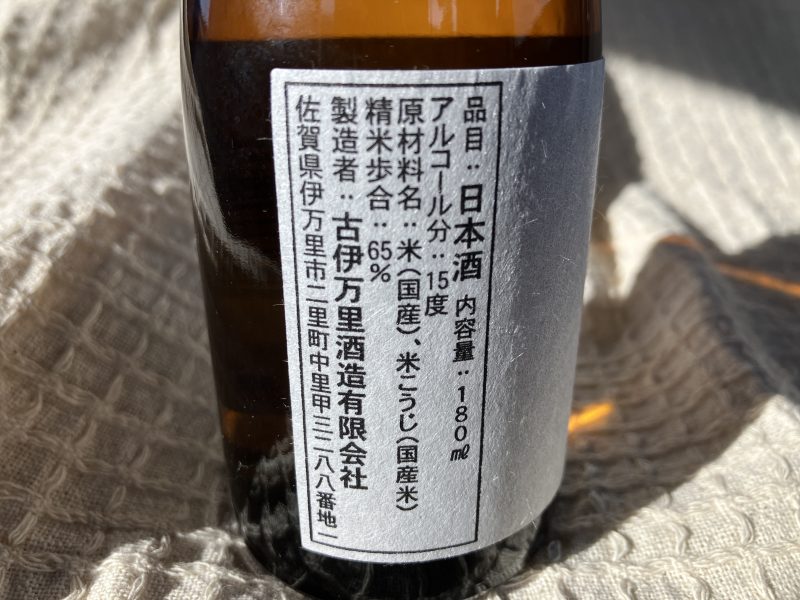 品目：日本酒 内容量：180㎖
アルコール分：15度
原材料名：米(国産)、米こうじ(国産米)
精米歩合：65%
製造者：古伊万里酒造有限会社
佐賀県伊万里市二里町中里甲三二八八番地一